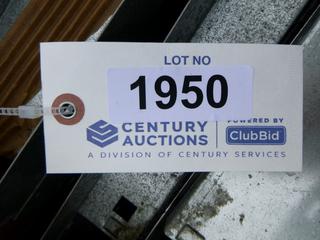 LOT NO
1950
CENTURY AUCTIONS
POWERED BY
ClubBid
A DIVISION OF CENTURY SERVICES